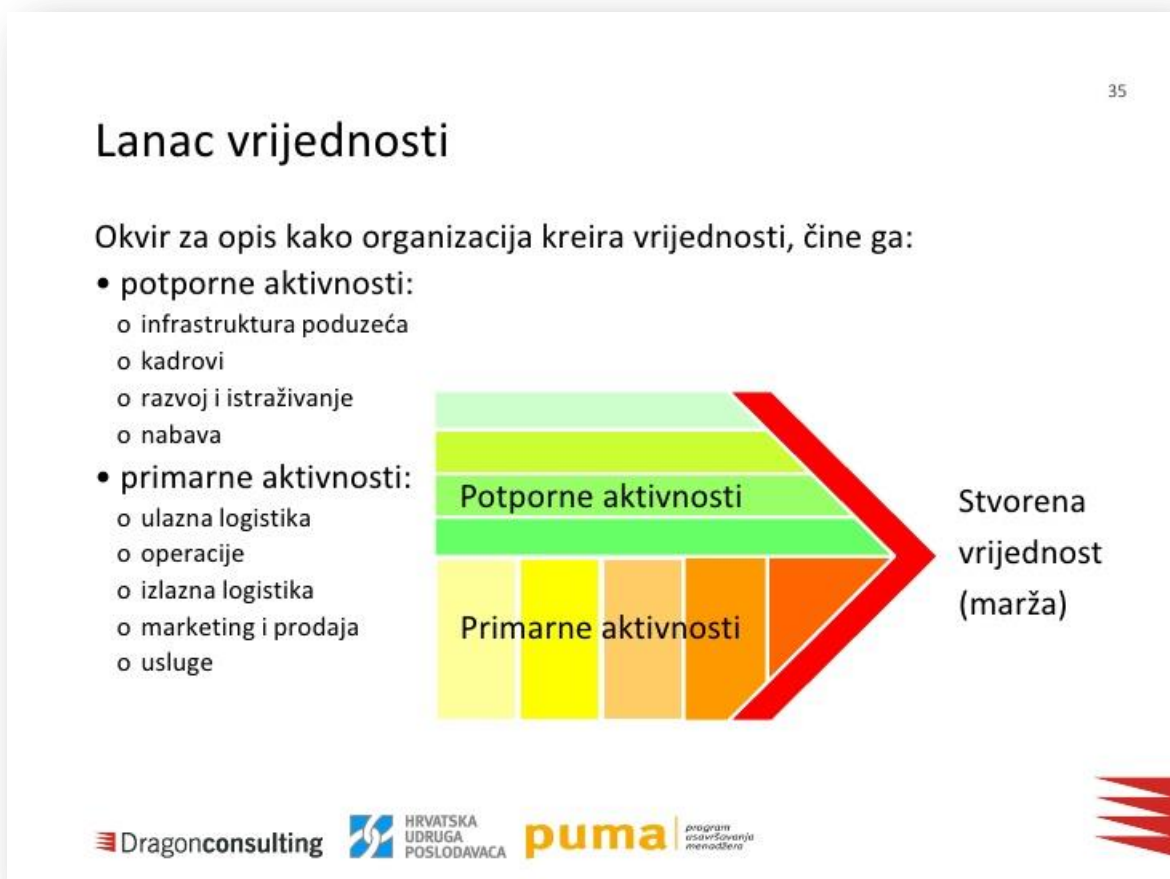 35
Lanac vrijednosti
Okvir za opis kako organizacija kreira vrijednosti, čine ga:
• potporne aktivnosti:
o infrastruktura poduzeća
o kadrovi
o razvoj i istraživanje
o nabava
• primarne aktivnosti:
o ulazna logistika
o operacije
o izlazna logistika
o marketing i prodaja
o usluge
Potporne aktivnosti
Primarne aktivnosti
Stvorena
vrijednost
(marža)
Dragonconsulting
HRVATSKA
UDRUGA
POSLODAVACA
puma
program
usavršavanja
menadžera